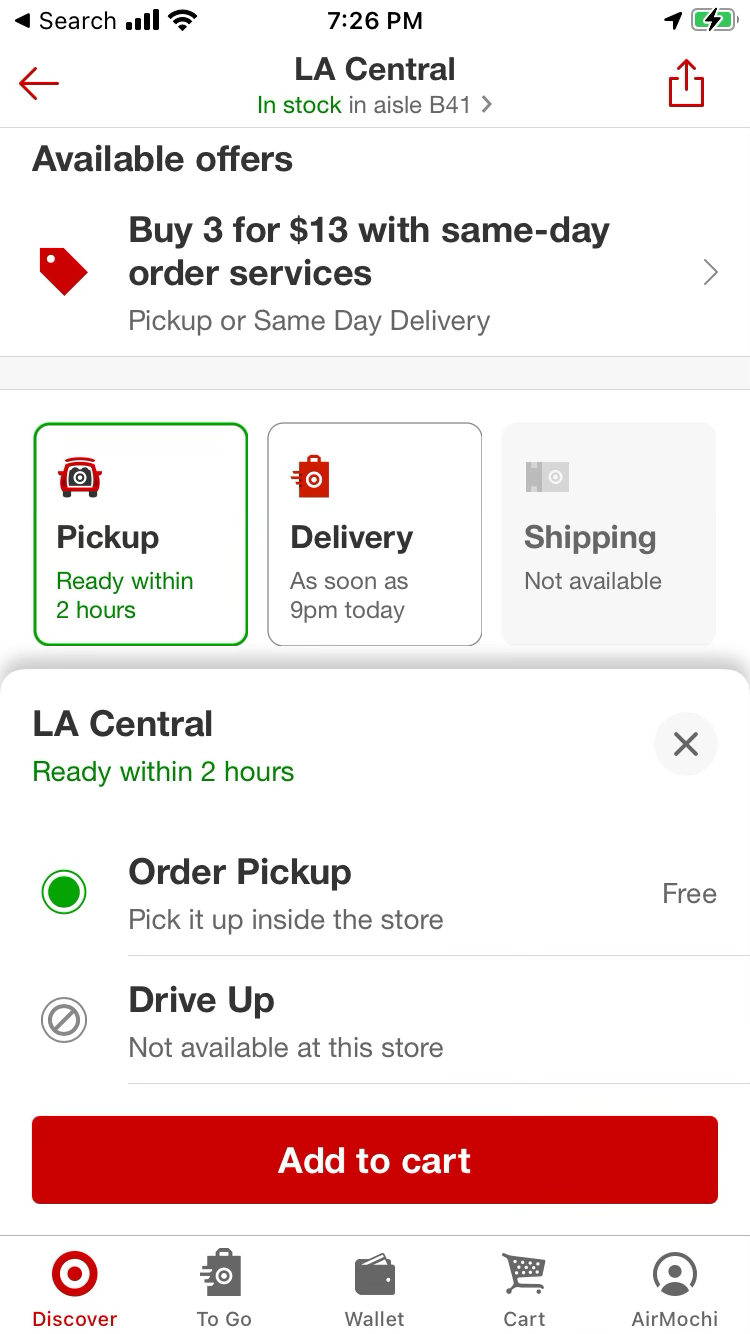 Search
7:26 PM
LA Central
In stock in aisle B41
Available offers
Buy 3 for $13 with same-day
order services
Pickup or Same Day Delivery
Pickup
Ready within
2 hours
Delivery
As soon as
9pm today
Shipping
Not available
LA Central
Ready within 2 hours
Order Pickup
Pick it up inside the store
Free
Drive Up
Not available at this store
Add to cart
Discover
To Go
Wallet
Cart
AirMochi